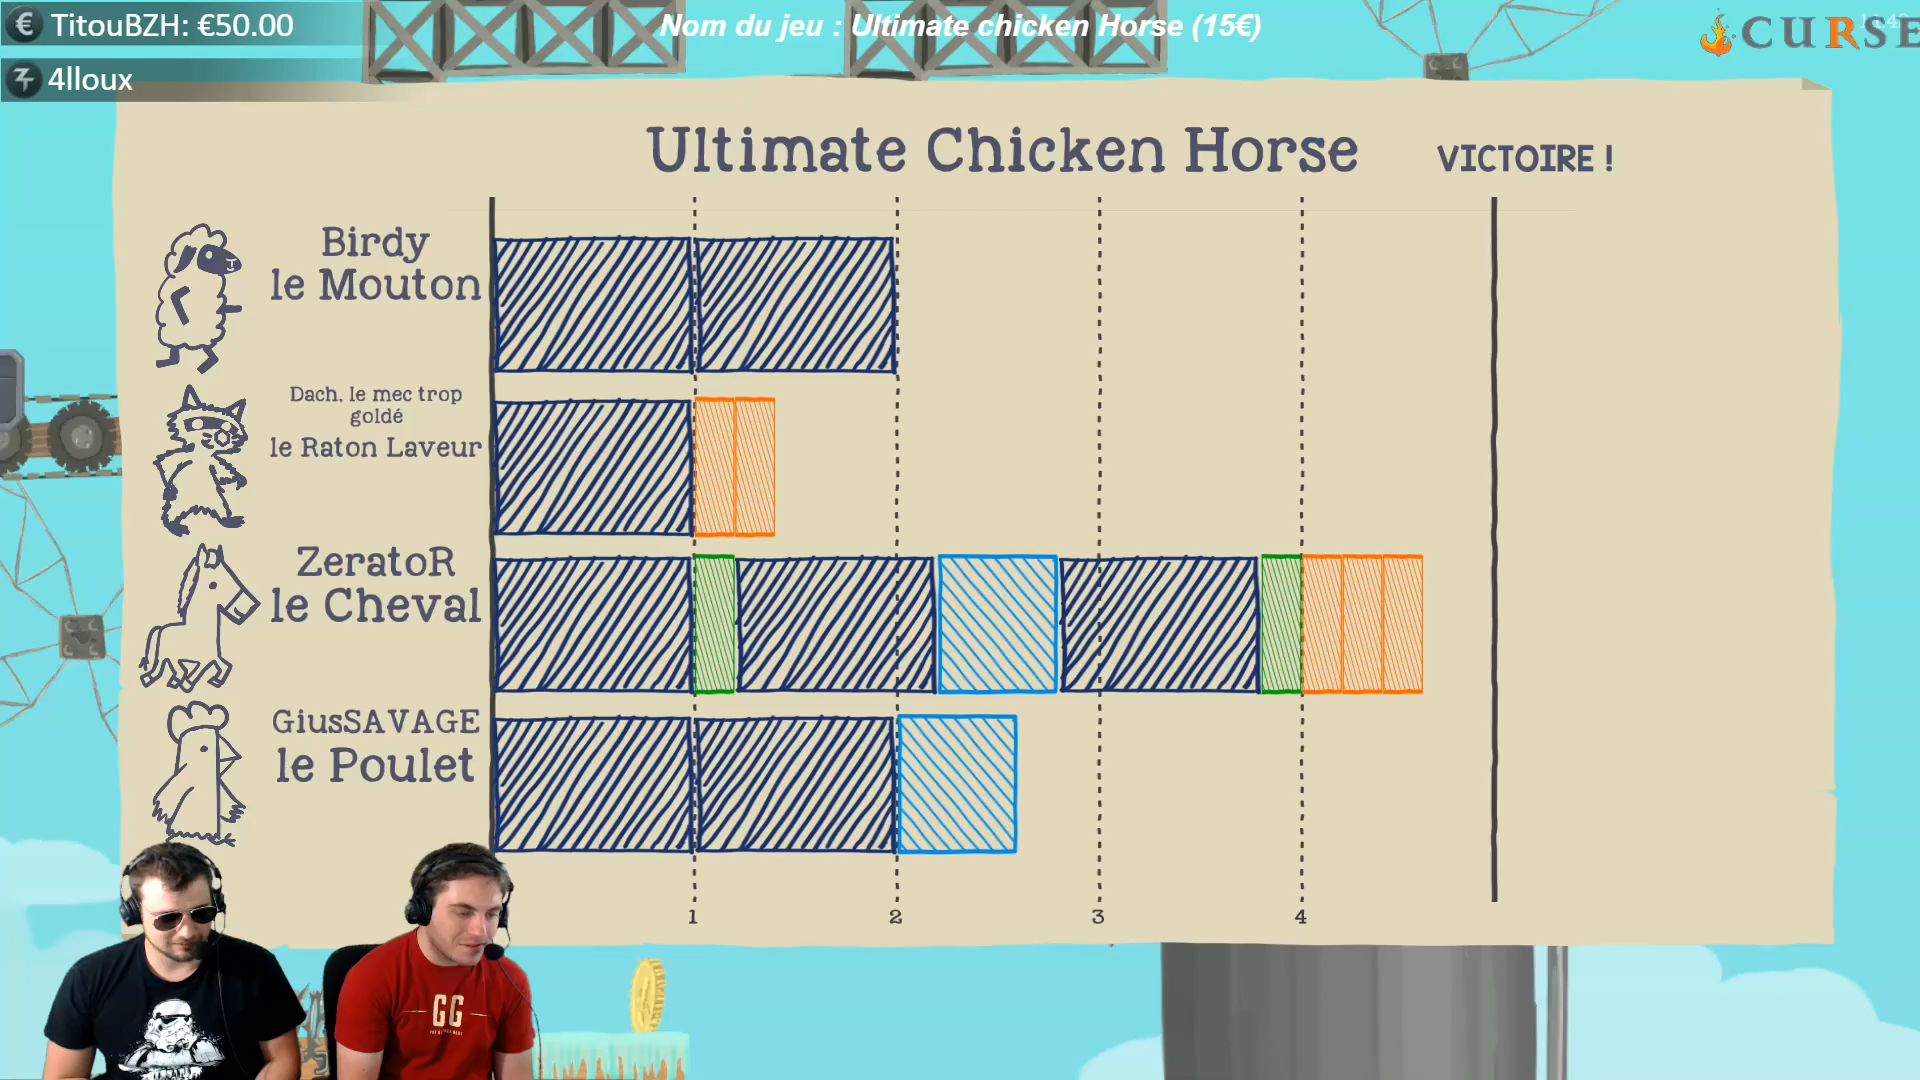 TitouBZH: €50.00
4lloux
Nom du jeu : Ultimate chicken Horse (15€)
CURSE
Ultimate Chicken Horse
VICTOIRE !
Birdy
le Mouton
Dach, le mec trop
goldé
le Raton Laveur
ZeratoR
le Cheval
GiusSAVAGE
le Poulet
1
2
3
4
GG